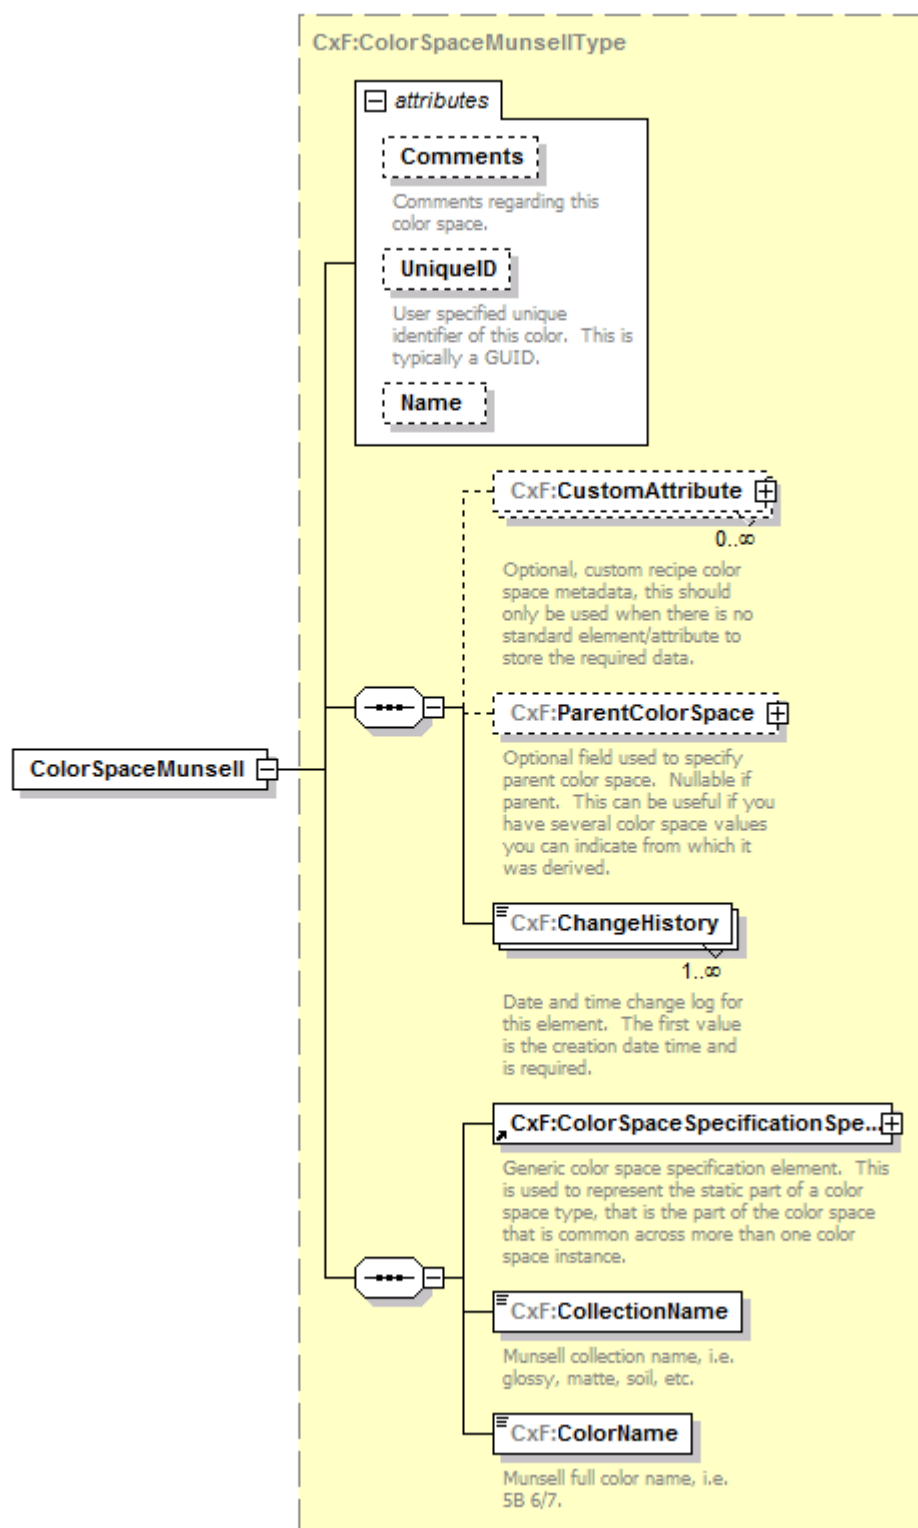 CxF:ColorSpaceMunsellType
attributes
Comments
Comments regarding this
color space.
UniqueID
User specified unique
identifier of this color.  This is
typically a GUID.
Name
CxF:CustomAttribute
0..∞
Optional, custom recipe color
space metadata, this should
only be used when there is no
standard element/attribute to
store the required data.
CxF:ParentColorSpace
Optional field used to specify
parent color space.  Nullable if
parent.  This can be useful if you
have several color space values
you can indicate from which it
was derived.
ColorSpaceMunsell
CxF:ChangeHistory
1..∞
Date and time change log for
this element.  The first value
is the creation date time and
is required.
CxF:ColorSpaceSpecificationSpe...
Generic color space specification element.  This
is used to represent the static part of a color
space type, that is the part of the color space
that is common across more than one color
space instance.
CxF:CollectionName
Munsell collection name, i.e.
glossy, matte, soil, etc.
CxF:ColorName
Munsell full color name, i.e.
5B 6/7.